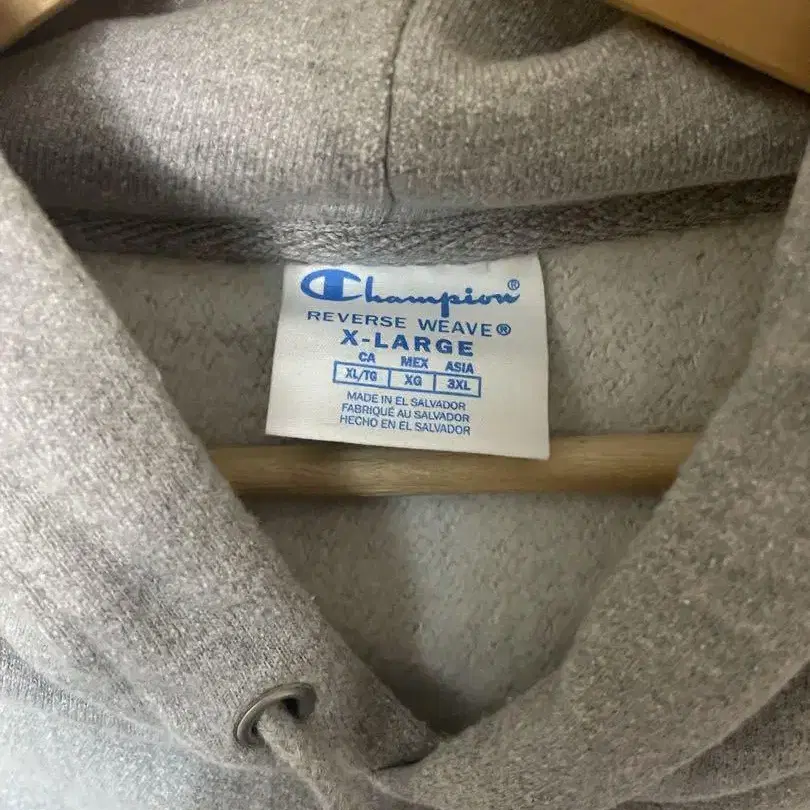 Champion®
REVERSE WEAVE®
X-LARGE
CA MEX ASIA
XL/TG XG 3XL
MADE IN EL SALVADOR
FABRIQUÉ AU SALVADOR
HECHO EN EL SALVADOR